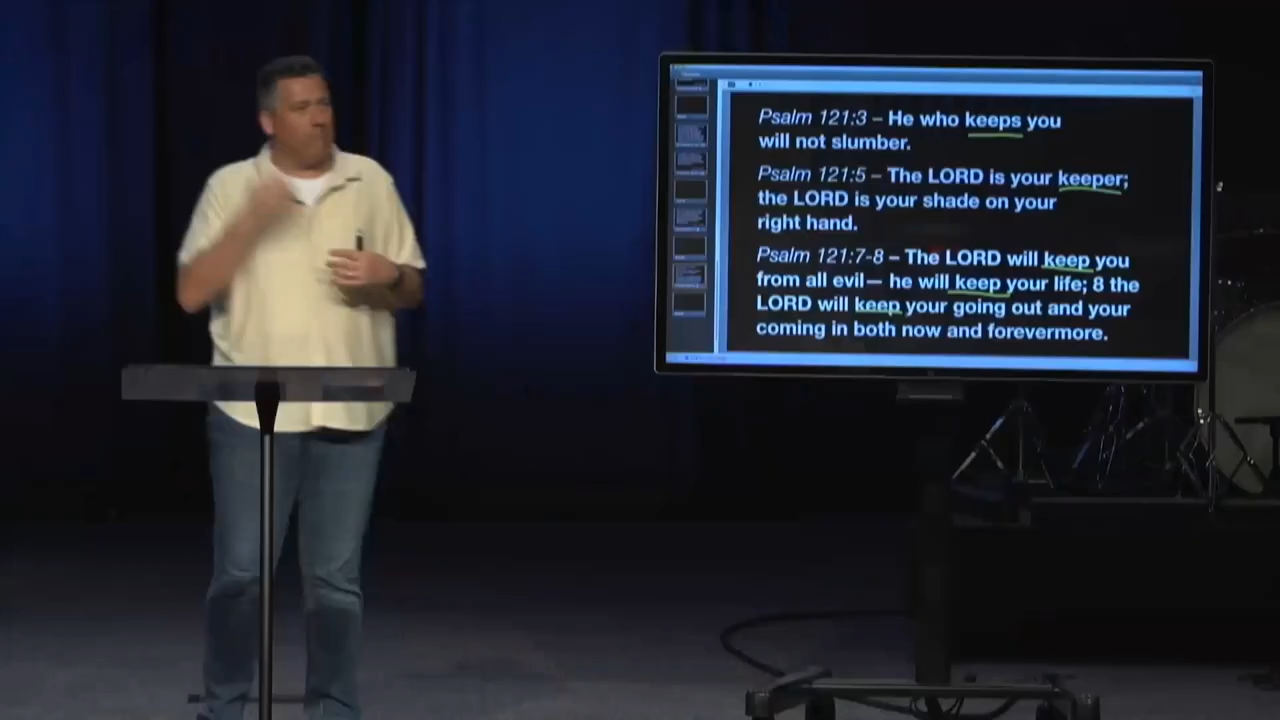 Psalm 121:3 – He who keeps you
will not slumber.
Psalm 121:5 – The LORD is your keeper;
the LORD is your shade on your
right hand.
Psalm 121:7-8 – The LORD will keep you
from all evil— he will keep your life; 8 the
LORD will keep your going out and your
coming in both now and forevermore.